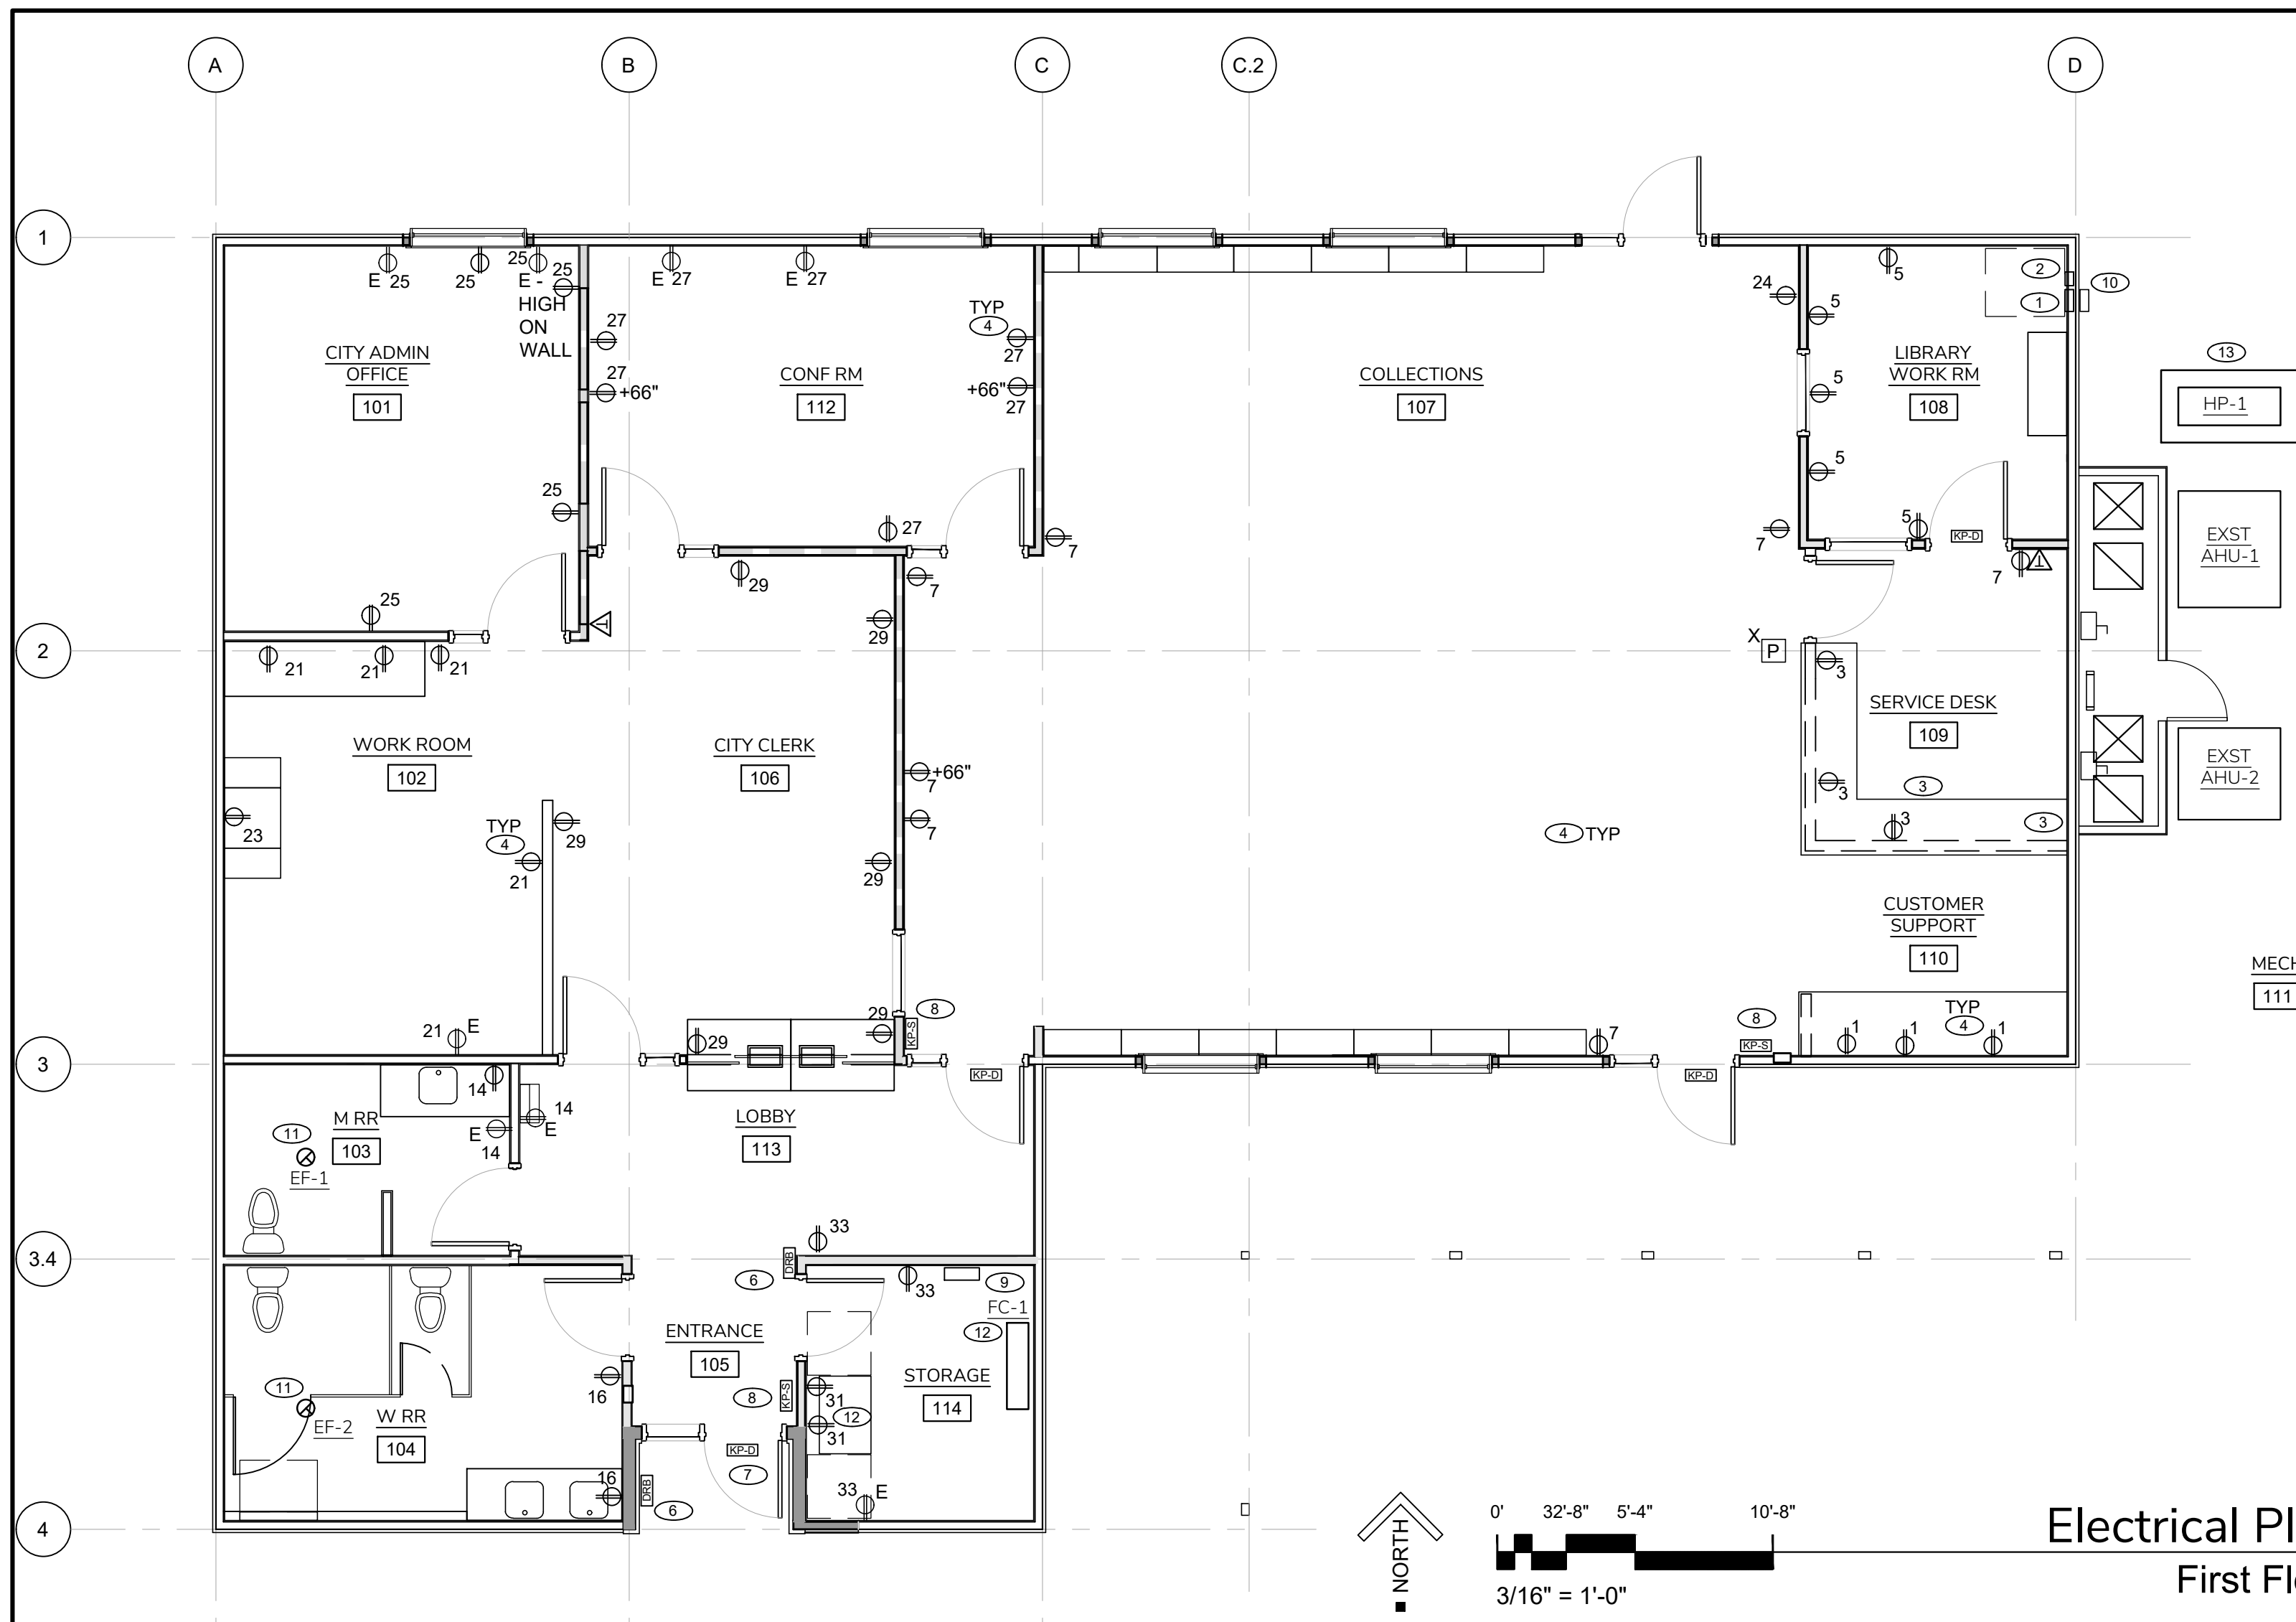 A B C C.2 D
1
E 25
25
25
E -
HIGH
ON
WALL
25
E 27
E 27
TYP
4
27
27
27
+66"
+66"
27
24
5
5
5
5
5
2
1
10
13
HP-1
CITY ADMIN
OFFICE
101
CONF RM
112
COLLECTIONS
107
LIBRARY
WORK RM
108
25
27
7
7
KP-D
7
EXST
AHU-1
25
29
7
29
2
21
21
21
X
P
3
SERVICE DESK
109
3
3
3
3
WORK ROOM
102
CITY CLERK
106
+66"
7
7
EXST
AHU-2
23
TYP
4
21
29
29
4 TYP
CUSTOMER
SUPPORT
110
MECH
111
21 E
29
29
KP-S
8
7
8
KP-S
TYP
4
1
1
1
3
KP-D
KP-D
14
14
E
E
14
M RR
103
11
EF-1
LOBBY
113
33
3.4
DRB
6
33
9
FC-1
12
ENTRANCE
105
STORAGE
114
11
EF-2
W RR
104
16
8
KP-S
31
12
31
KP-D
7
16
DRB
6
33 E
4
NORTH
0' 32'-8" 5'-4" 10'-8"
3/16" = 1'-0"
Electrical Pl
First Fl